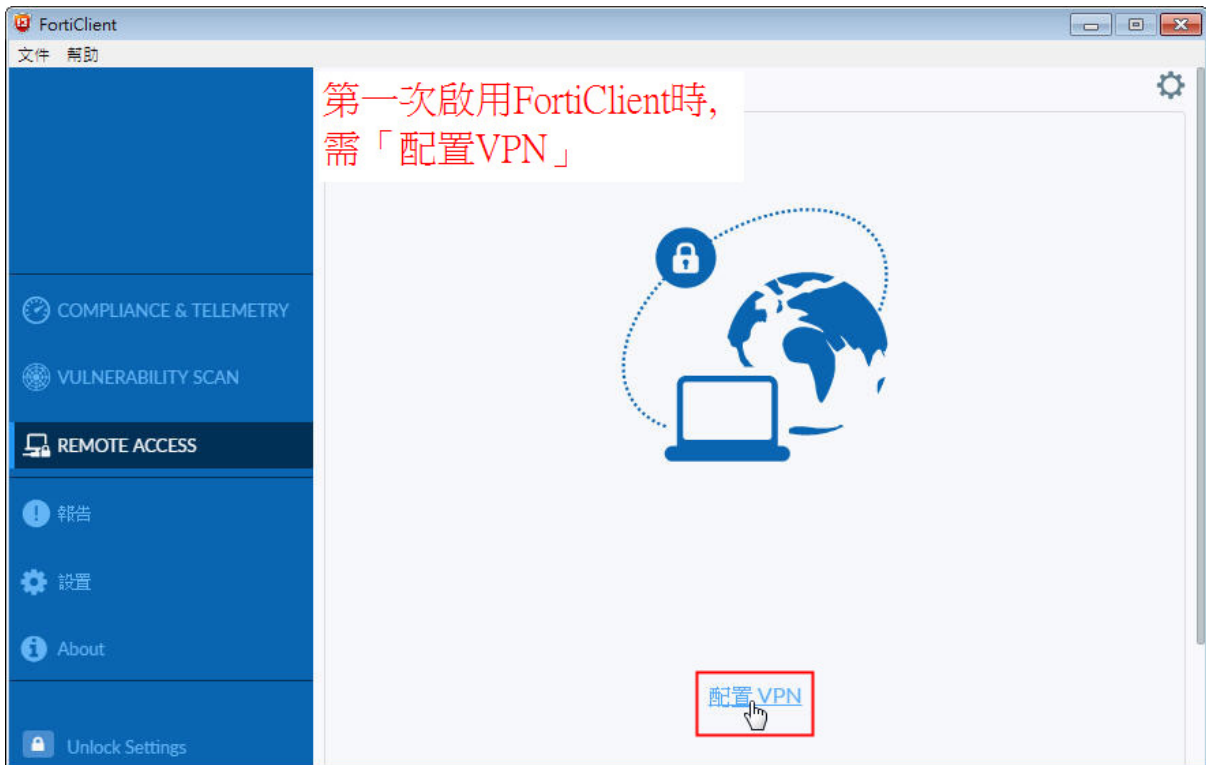 FortiClient
文件 幫助
第一次啟用FortiClient時,
需「配置VPN」
COMPLIANCE & TELEMETRY
VULNERABILITY SCAN
REMOTE ACCESS
報告
設置
About
Unlock Settings
配置 VPN